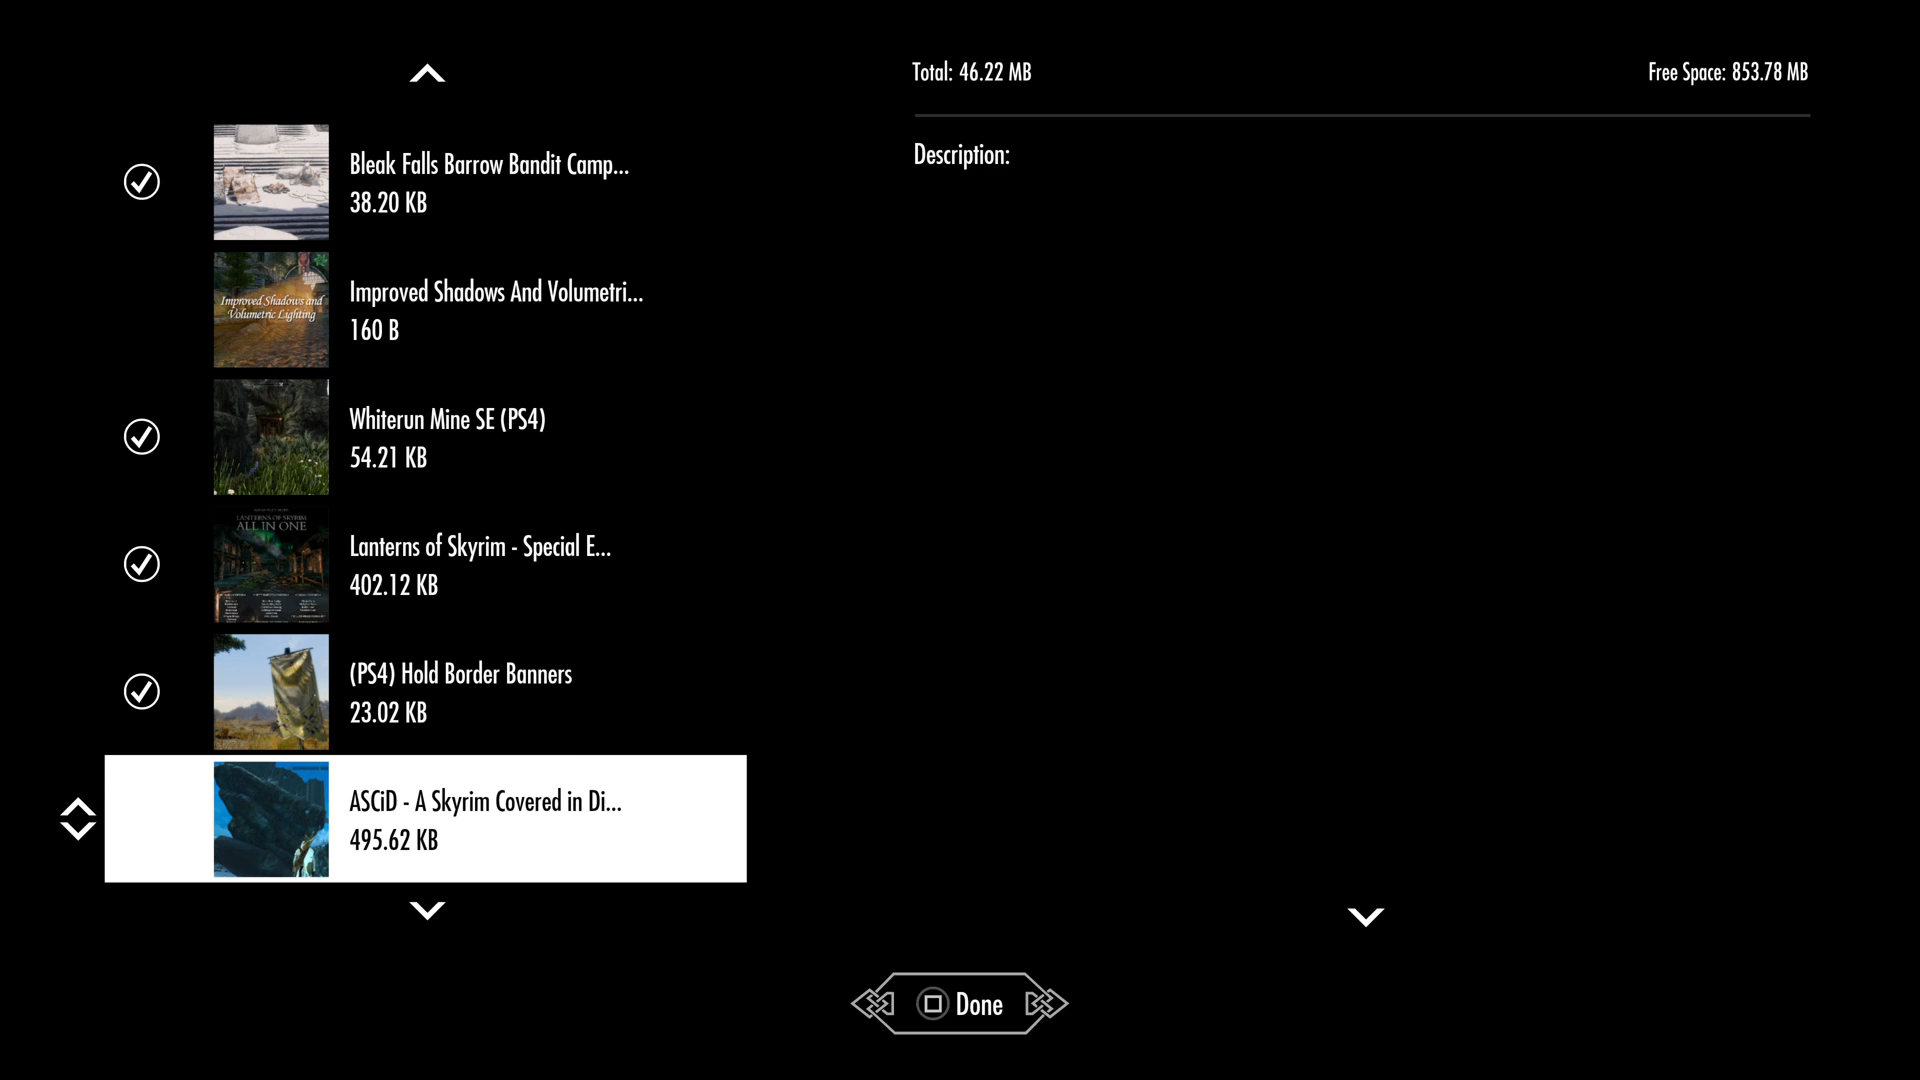 Total: 46.22 MB
Free Space: 853.78 MB
Description:
Bleak Falls Barrow Bandit Camp...
38.20 KB
Improved Shadows and
Volumetric Lighting
Improved Shadows And Volumetri...
160 B
Whiterun Mine SE (PS4)
54.21 KB
LANTERNS OF SKYRIM
ALL IN ONE
Lanterns of Skyrim - Special E...
402.12 KB
(PS4) Hold Border Banners
23.02 KB
ASCiD - A Skyrim Covered in Di...
495.62 KB
Done